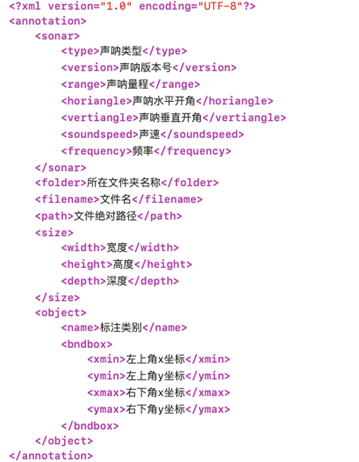 <?xml version="1.0" encoding="UTF-8"?>
<annotation>
<sonar>
<type>声呐类型</type>
<version>声呐版本号</version>
<range>声呐量程</range>
<horiangle>声呐水平开角</horiangle>
<vertiangle>声呐垂直开角</vertiangle>
<soundspeed>声速</soundspeed>
<frequency>频率</frequency>
</sonar>
<folder>所在文件夹名称</folder>
<filename>文件名</filename>
<path>文件绝对路径</path>
<size>
<width>宽度</width>
<height>高度</height>
<depth>深度</depth>
</size>
<object>
<name>标注类别</name>
<bndbox>
<xmin>左上角x坐标</xmin>
<ymin>左上角y坐标</ymin>
<xmax>右下角x坐标</xmax>
<ymax>右下角y坐标</ymax>
</bndbox>
</object>
</annotation>